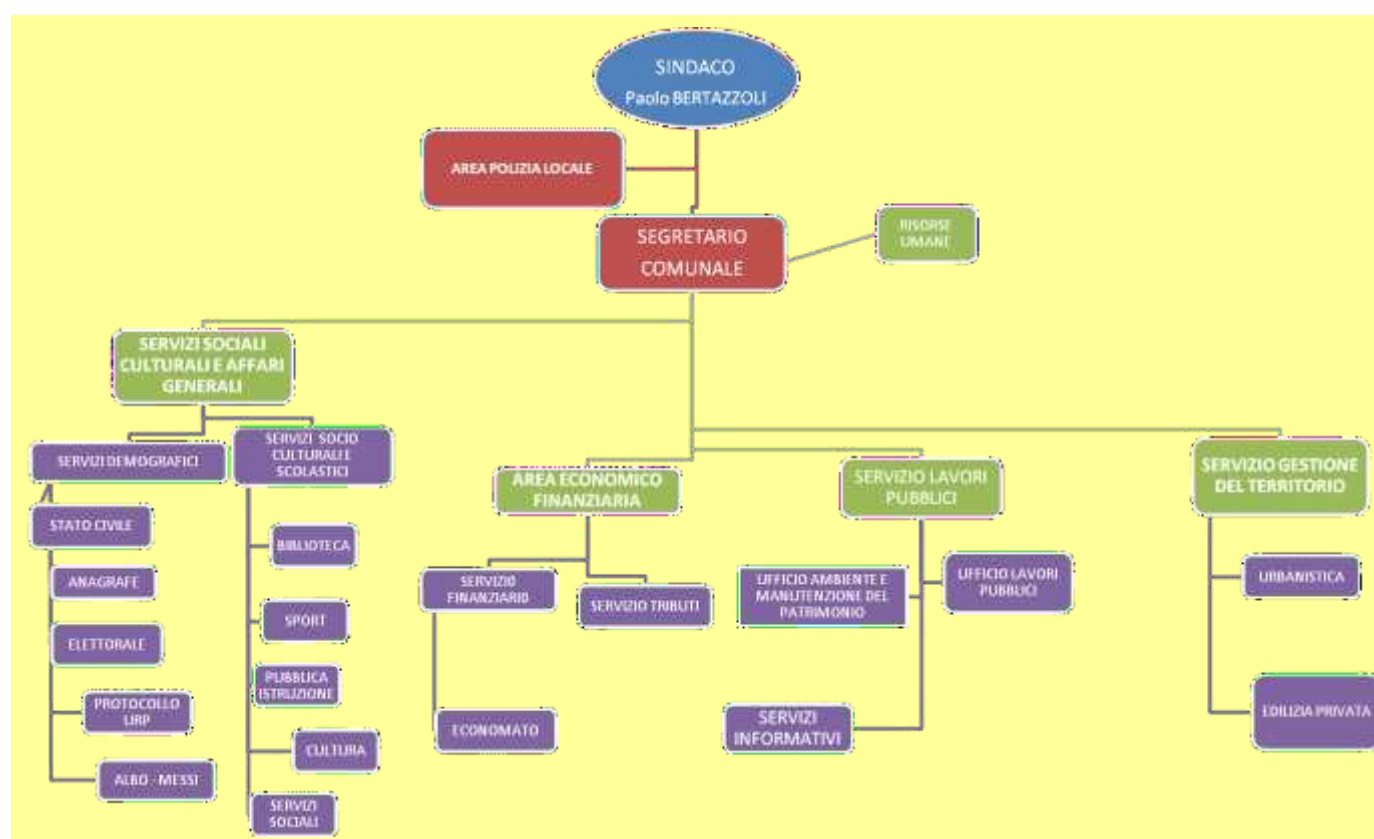 SINDACO
Paolo BERTAZZOLI
AREA POLIZIA LOCALE
SEGRETARIO
COMUNALE
RISORSE
UMANE
SERVIZI SOCIALI
CULTURALI E AFFARI
GENERALI
SERVIZI DEMOGRAFICI
SERVIZI SOCIO
CULTURALI E
SCOLASTICI
STATO CIVILE
ANAGRAFE
ELETTORALE
PROTOCOLLO
URP
ALBO - MESSI
BIBLIOTECA
SPORT
PUBBLICA
ISTRUZIONE
CULTURA
SERVIZI
SOCIALI
AREA ECONOMICO
FINANZIARIA
SERVIZIO
FINANZIARIO
SERVIZIO TRIBUTI
ECONOMATO
SERVIZIO LAVORI
PUBBLICI
UFFICIO AMBIENTE E
MANUTENZIONE DEL
PATRIMONIO
UFFICIO LAVORI
PUBBLICI
SERVIZI
INFORMATIVI
SERVIZIO GESTIONE
DEL TERRITORIO
URBANISTICA
EDILIZIA PRIVATA